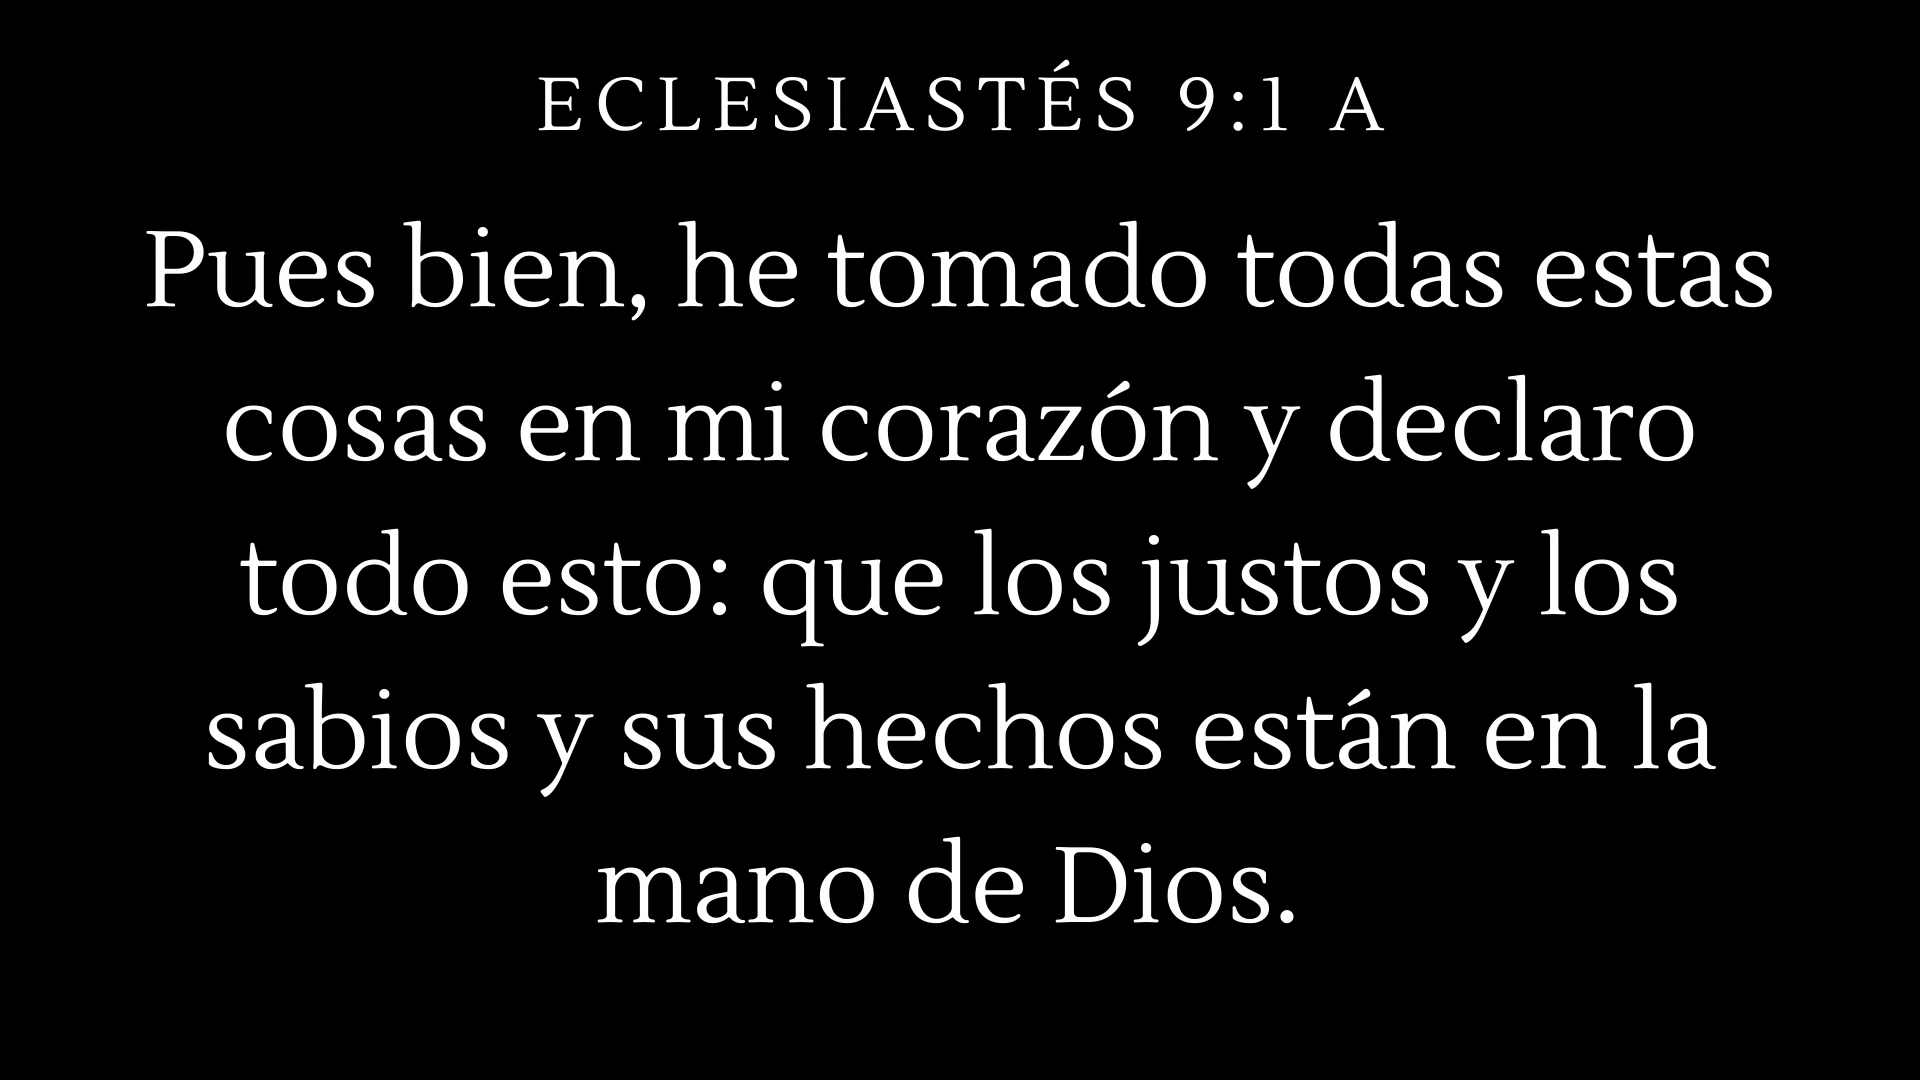 ECLESIASTÉS 9:1 A
Pues bien, he tomado todas estas
cosas en mi corazón y declaro
todo esto: que los justos y los
sabios y sus hechos están en la
mano de Dios.